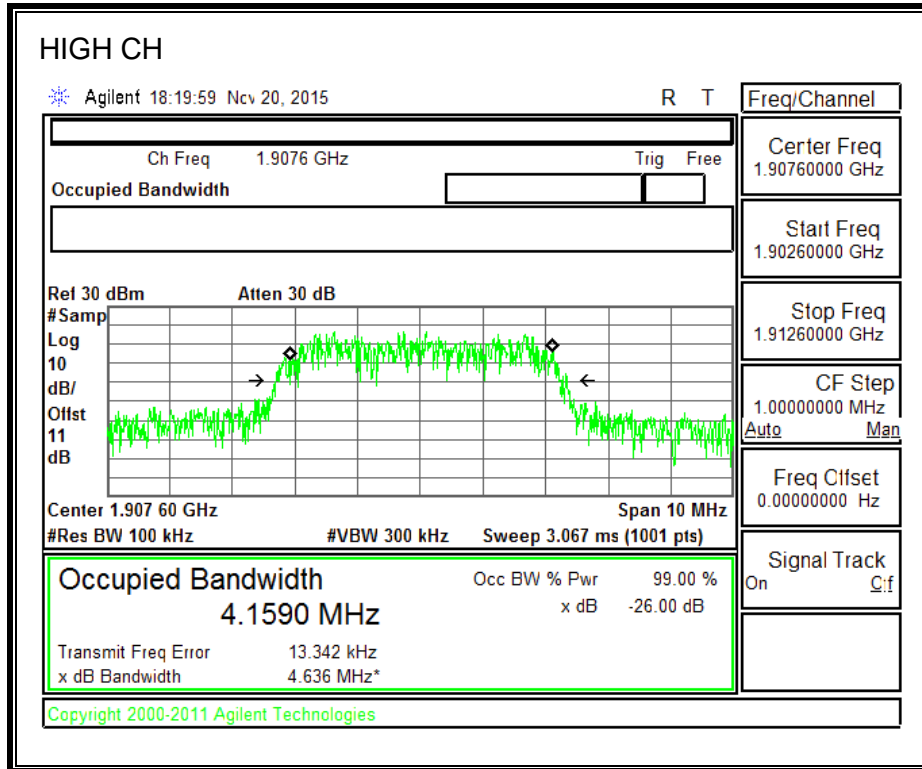 HIGH CH
Agilent 18:19:59 Nov 20, 2015 R T
Freq/Channel
Ch Freq 1.9076 GHz Trig Free
Occupied Bandwidth
Center Freq
1.90760000 GHz
Start Freq
1.90260000 GHz
Stop Freq
1.91260000 GHz
CF Step
1.00000000 MHz
Auto Man
Freq Offset
0.00000000 Hz
Signal Track
On Off
Ref 30 dBm Atten 30 dB
#Samp
Log
10
dB/
Offst
11
dB
Center 1.907 60 GHz Span 10 MHz
#Res BW 100 kHz #VBW 300 kHz Sweep 3.067 ms (1001 pts)
Occupied Bandwidth
4.1590 MHz
Occ BW % Pwr 99.00 %
x dB -26.00 dB
Transmit Freq Error 13.342 kHz
x dB Bandwidth 4.636 MHz*
Copyright 2000-2011 Agilent Technologies